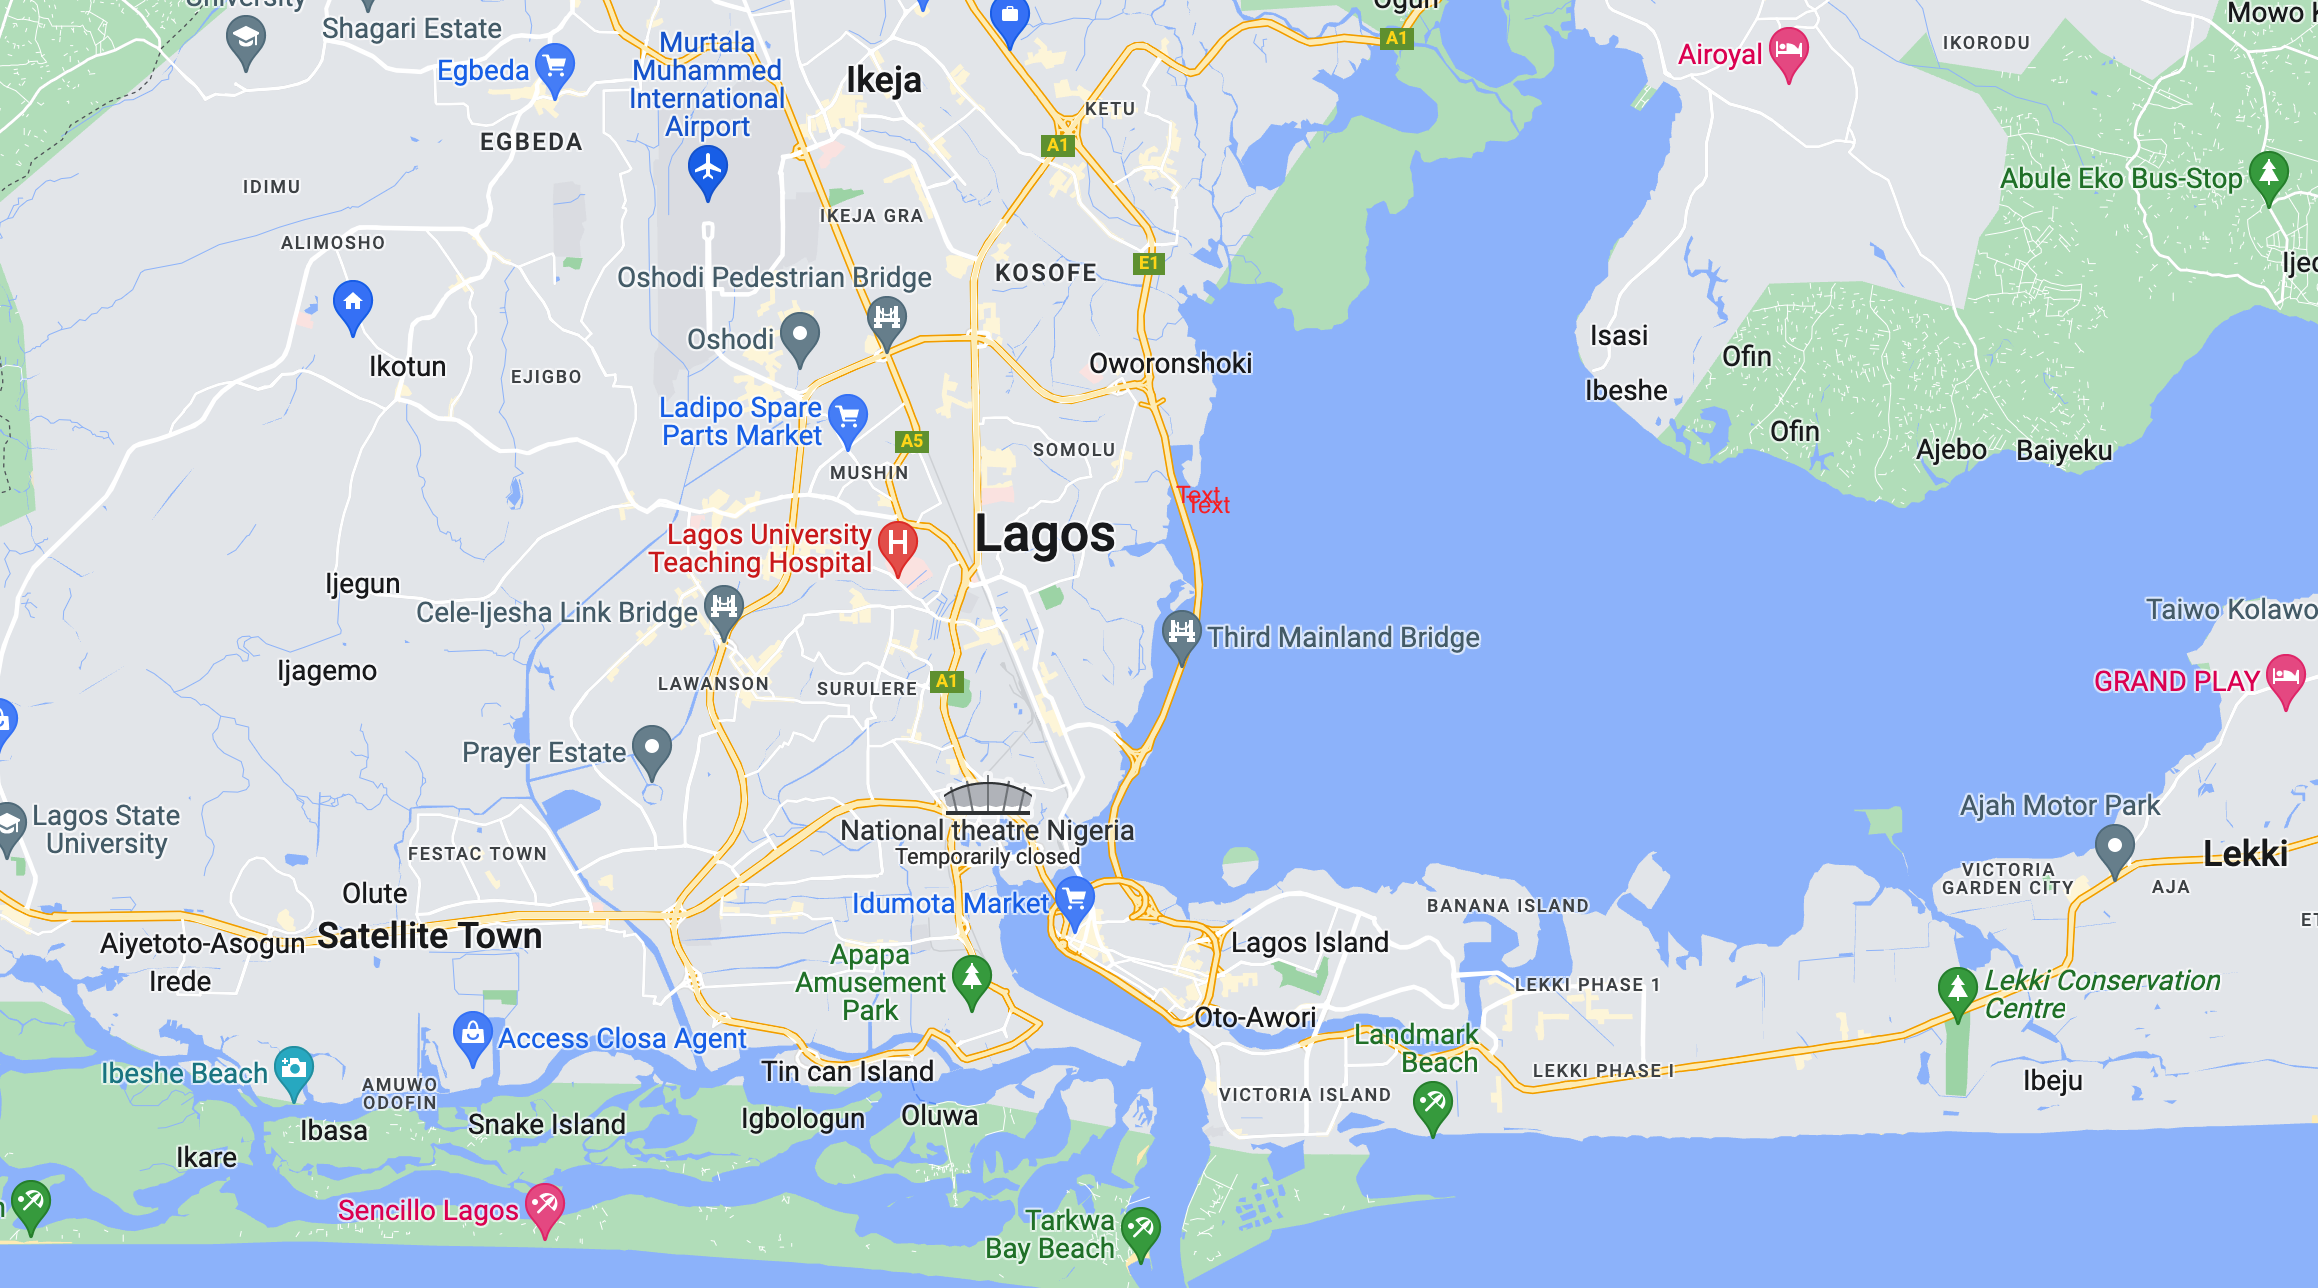 University
Shagari Estate
Egbeda
EGBEDA
Murtala
Muhammed
International
Airport
Ikeja
KETU
A1
A1
Airoyal
IKORODU
Abule Eko Bus-Stop
IDIMU
ALIMOSHO
IKEJA GRA
KOSOFE
E1
Oshodi Pedestrian Bridge
Oshodi
Ikotun
EJIGBO
Oworonshoki
Isasi
Ofin
Ibeshe
Ladipo Spare
Parts Market
A5
MUSHIN
SOMOLU
Ofin
Ajebo
Baiyeku
Text
Text
Lagos
Lagos University
Teaching Hospital
H
Ijegun
Cele-Ijesha Link Bridge
Third Mainland Bridge
Taiwo Kolawo
Ijagemo
LAWANSON
SURULERE
A1
GRAND PLAY
Prayer Estate
Lagos State
University
FESTAC TOWN
National theatre Nigeria
Temporarily closed
Ajah Motor Park
Lekki
VICTORIA
GARDEN CITY
AJA
Olute
Idumota Market
BANANA ISLAND
Aiyetoto-Asogun
Satellite Town
Lagos Island
Irede
Apapa
Amusement
Park
LEKKI PHASE 1
Lekki Conservation
Centre
Oto-Awori
Access Closa Agent
Landmark
Beach
Ibeshe Beach
Tin can Island
LEKKI PHASE I
Ibeju
AMUWO
ODOFIN
VICTORIA ISLAND
Ibasa
Snake Island
Igbologun
Oluwa
Ikare
Sencillo Lagos
Tarkwa
Bay Beach